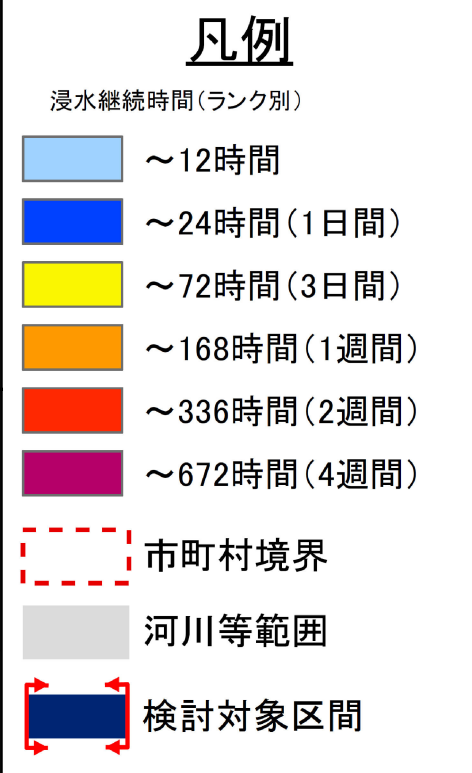 凡例
浸水継続時間(ランク別)
～12時間
～24時間(1日間)
～72時間(3日間)
～168時間(1週間)
～336時間(2週間)
～672時間(4週間)
市町村境界
河川等範囲
検討対象区間